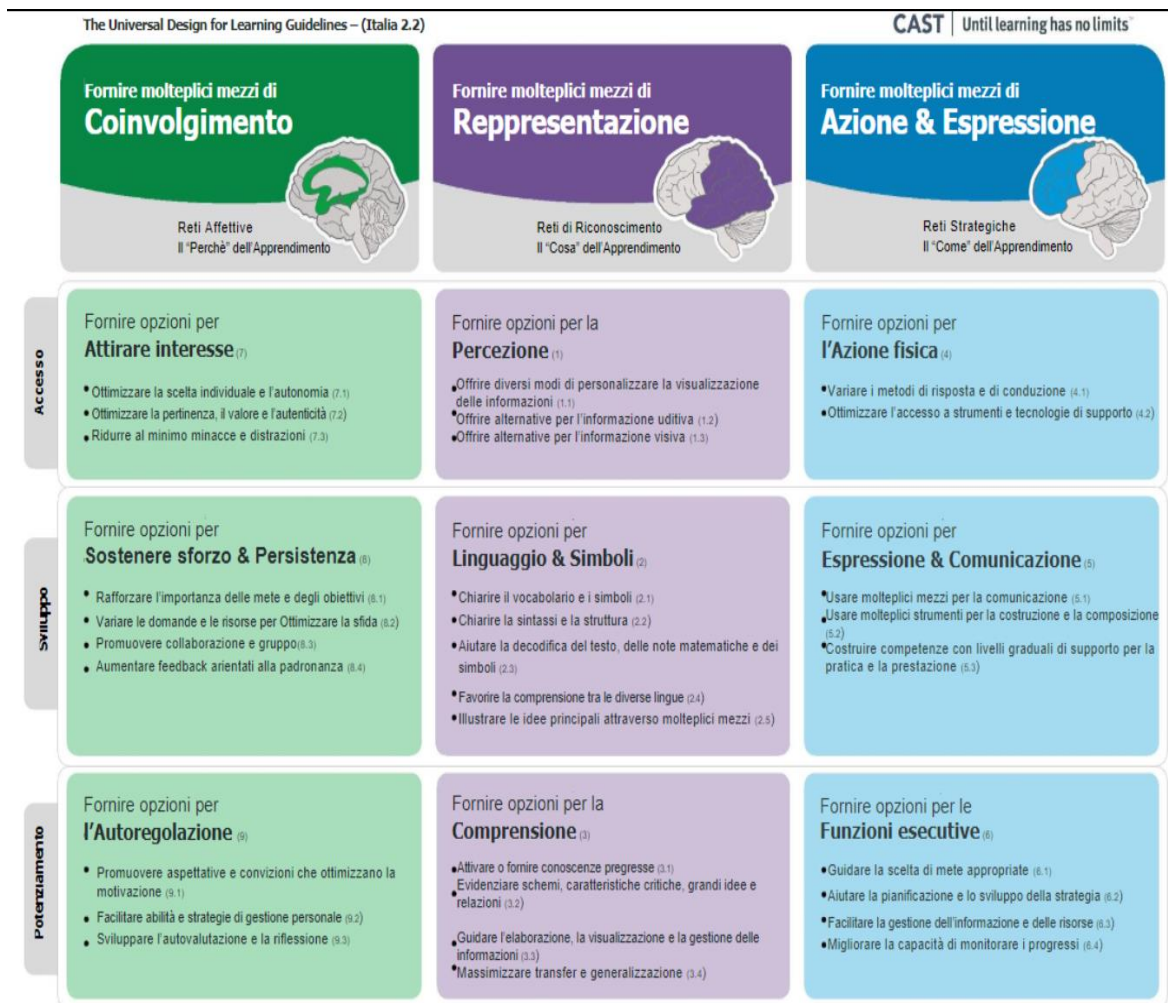 The Universal Design for Learning Guidelines – (Italia 2.2)
CAST | Until learning has no limits™
Fornire molteplici mezzi di
Coinvolgimento
Reti Affettive
Il "Perchè" dell'Apprendimento
Fornire molteplici mezzi di
Reppresentazione
Reti di Riconoscimento
Il "Cosa" dell'Apprendimento
Fornire molteplici mezzi di
Azione & Espressione
Reti Strategiche
Il "Come" dell'Apprendimento
Accesso
Fornire opzioni per
Attirare interesse (7)
• Ottimizzare la scelta individuale e l'autonomia (7.1)
• Ottimizzare la pertinenza, il valore e l'autenticità (7.2)
• Ridurre al minimo minacce e distrazioni (7.3)
Fornire opzioni per la
Percezione (1)
• Offrire diversi modi di personalizzare la visualizzazione
delle informazioni (1.1)
• Offrire alternative per l'informazione uditiva (1.2)
• Offrire alternative per l'informazione visiva (1.3)
Fornire opzioni per
l'Azione fisica (4)
• Variare i metodi di risposta e di conduzione (4.1)
• Ottimizzare l'accesso a strumenti e tecnologie di supporto (4.2)
Sviluppo
Fornire opzioni per
Sostenere sforzo & Persistenza (8)
• Rafforzare l'importanza delle mete e degli obiettivi (8.1)
• Variare le domande e le risorse per Ottimizzare la sfida (8.2)
• Promuovere collaborazione e gruppo(8.3)
• Aumentare feedback arientati alla padronanza (8.4)
Fornire opzioni per
Linguaggio & Simboli (2)
• Chiarire il vocabolario e i simboli (2.1)
• Chiarire la sintassi e la struttura (2.2)
• Aiutare la decodifica del testo, delle note matematiche e dei
simboli (2.3)
• Favorire la comprensione tra le diverse lingue (2.4)
• Illustrare le idee principali attraverso molteplici mezzi (2.5)
Fornire opzioni per
Espressione & Comunicazione (5)
• Usare molteplici mezzi per la comunicazione (5.1)
• Usare molteplici strumenti per la costruzione e la composizione
(5.2)
• Costruire competenze con livelli graduali di supporto per la
pratica e la prestazione (5.3)
Potenziamento
Fornire opzioni per
l'Autoregolazione (9)
• Promuovere aspettative e convizioni che ottimizzano la
motivazione (9.1)
• Facilitare abilità e strategie di gestione personale (9.2)
• Sviluppare l'autovalutazione e la riflessione (9.3)
Fornire opzioni per la
Comprensione (3)
• Attivare o fornire conoscenze pregresse (3.1)
• Evidenziare schemi, caratteristiche critiche, grandi idee e
relazioni (3.2)
• Guidare l'elaborazione, la visualizzazione e la gestione delle
informazioni (3.3)
• Massimizzare transfer e generalizzazione (3.4)
Fornire opzioni per le
Funzioni esecutive (6)
• Guidare la scelta di mete appropriate (6.1)
• Aiutare la pianificazione e lo sviluppo della strategia (6.2)
• Facilitare la gestione dell'informazione e delle risorse (6.3)
• Migliorare la capacità di monitorare i progressi (6.4)